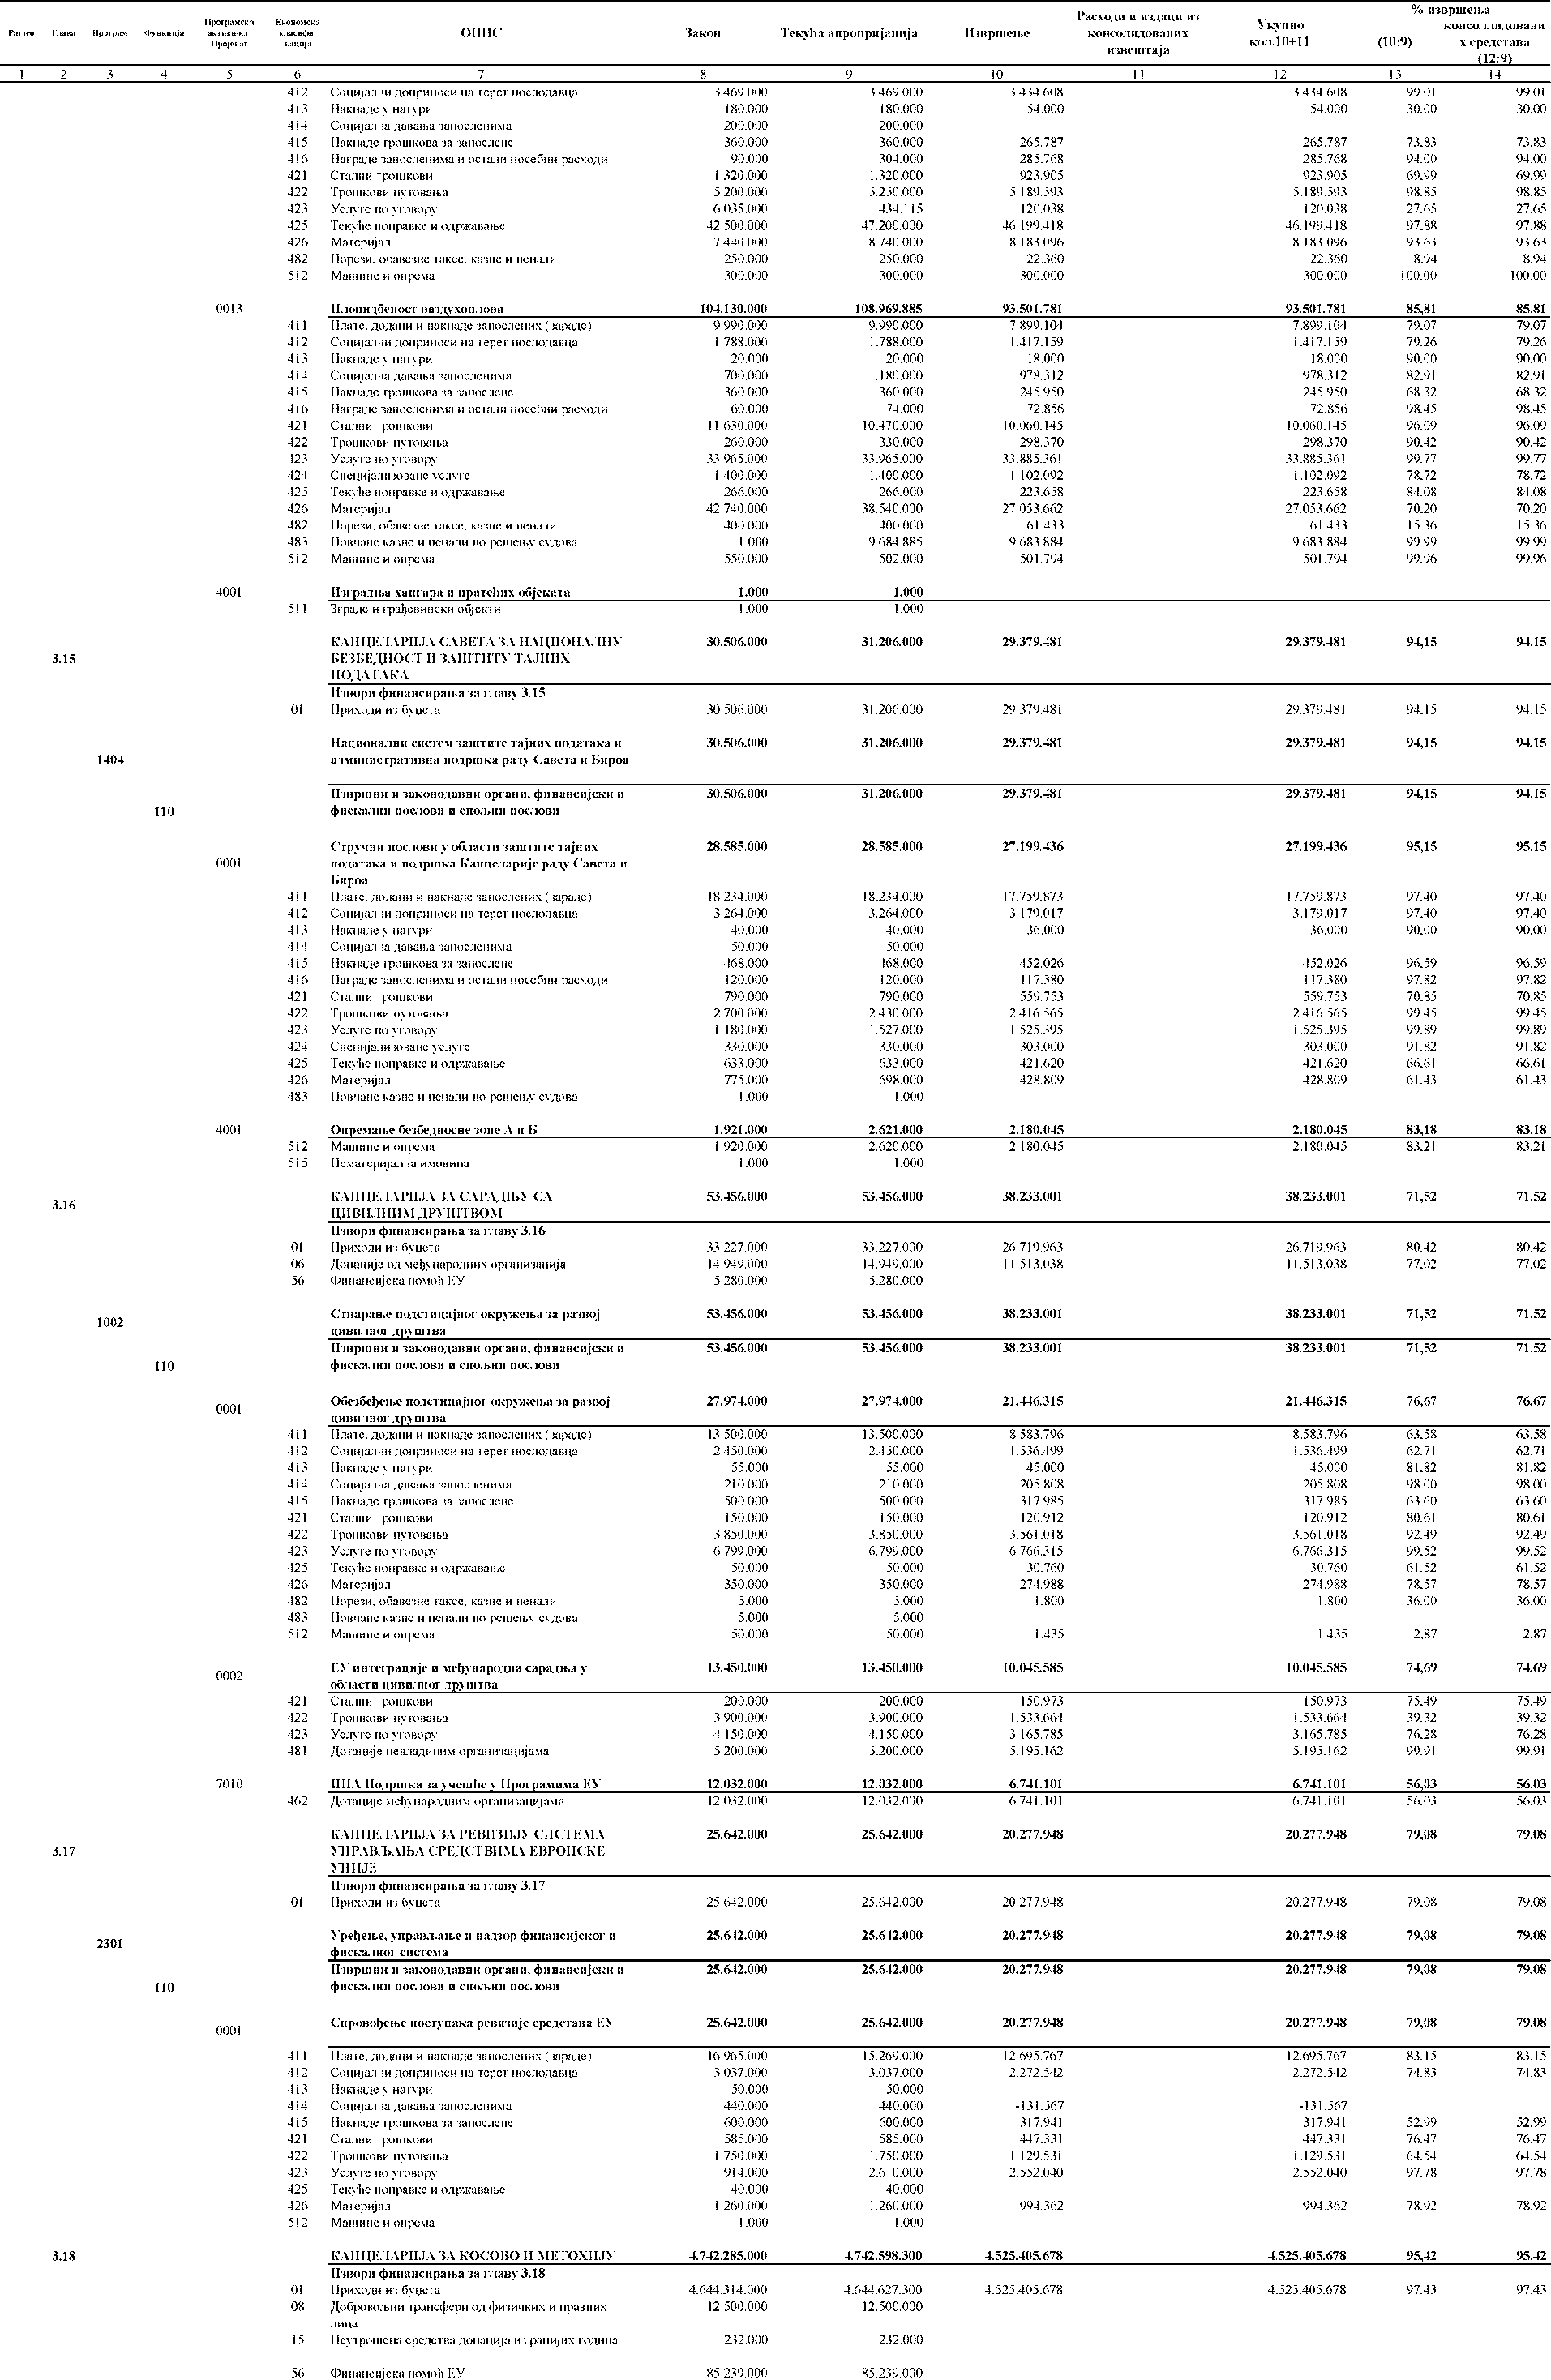 Раздео Глава Програм Функција Програмска активност Пројекат Економска класификација ОПИС Закон Текућа апропријација Извршење Расходи и издаци из консолидованих извештаја Укупно кол.10+11 % извршења (10:9) консолидованих средстава (12:9)
1 2 3 4 5 6 7 8 9 10 11 12 13 14
412 Социјални доприноси на терет послодавца 3.469.000 3.469.000 3.434.608 3.434.608 99.01 99.01
413 Накнаде у натури 180.000 180.000 54.000 54.000 30.00 30.00
414 Социјална давања запосленима 200.000 200.000
415 Накнаде трошкова за запослене 360.000 360.000 265.787 265.787 73.83 73.83
416 Награде запосленима и остали посебни расходи 90.000 304.000 285.768 285.768 94.00 94.00
421 Стални трошкови 1.320.000 1.320.000 923.905 923.905 69.99 69.99
422 Трошкови путовања 5.200.000 5.250.000 5.189.593 5.189.593 98.85 98.85
423 Услуге по уговору 6.035.000 434.115 120.038 120.038 27.65 27.65
425 Текуће поправке и одржавање 42.500.000 47.200.000 46.199.418 46.199.418 97.88 97.88
426 Материјал 7.440.000 8.740.000 8.183.096 8.183.096 93.63 93.63
482 Порези, обавезне таксе, казне и пенали 250.000 250.000 22.360 22.360 8.94 8.94
512 Машине и опрема 300.000 300.000 300.000 300.000 100.00 100.00
0013 Пловидбеност ваздухоплова 104.130.000 108.969.885 93.501.781 93.501.781 85,81 85,81
411 Плате, додаци и накнаде запослених (зараде) 9.990.000 9.990.000 7.899.104 7.899.104 79.07 79.07
412 Социјални доприноси на терет послодавца 1.788.000 1.788.000 1.417.159 1.417.159 79.26 79.26
413 Накнаде у натури 20.000 20.000 18.000 18.000 90.00 90.00
414 Социјална давања запосленима 700.000 1.180.000 978.312 978.312 82.91 82.91
415 Накнаде трошкова за запослене 360.000 360.000 245.950 245.950 68.32 68.32
416 Награде запосленима и остали посебни расходи 60.000 74.000 72.856 72.856 98.45 98.45
421 Стални трошкови 11.630.000 10.470.000 10.060.145 10.060.145 96.09 96.09
422 Трошкови путовања 260.000 330.000 298.370 298.370 90.42 90.42
423 Услуге по уговору 33.965.000 33.965.000 33.885.361 33.885.361 99.77 99.77
424 Специјализоване услуге 1.400.000 1.400.000 1.102.092 1.102.092 78.72 78.72
425 Текуће поправке и одржавање 266.000 266.000 223.658 223.658 84.08 84.08
426 Материјал 42.740.000 38.540.000 27.053.662 27.053.662 70.20 70.20
482 Порези, обавезне таксе, казне и пенали 400.000 400.000 61.433 61.433 15.36 15.36
483 Новчане казне и пенали по решењу судова 1.000 9.684.885 9.683.884 9.683.884 99.99 99.99
512 Машине и опрема 550.000 502.000 501.794 501.794 99.96 99.96
4001 Изградња хангара и пратећих објеката 1.000 1.000
511 Зграде и грађевински објекти 1.000 1.000
3.15 КАНЦЕЛАРИЈА САВЕТА ЗА НАЦИОНАЛНУ 30.506.000 31.206.000 29.379.481 29.379.481 94,15 94,15
БЕЗБЕДНОСТ И ЗАШТИТУ ТАЈНИХ
ПОДАТАКА
Извори финансирања за главу 3.15
01 Приходи из буџета 30.506.000 31.206.000 29.379.481 29.379.481 94.15 94.15
1404 Национални систем заштите тајних података и 30.506.000 31.206.000 29.379.481 29.379.481 94,15 94,15
административна подршка раду Савета и Бироа
110 Извршни и законодавни органи, финансијски и 30.506.000 31.206.000 29.379.481 29.379.481 94,15 94,15
фискални послови и спољни послови
0001 Стручни послови у области заштите тајних 28.585.000 28.585.000 27.199.436 27.199.436 95,15 95,15
података и подршка Канцеларије раду Савета и
Бироа
411 Плате, додаци и накнаде запослених (зараде) 18.234.000 18.234.000 17.759.873 17.759.873 97.40 97.40
412 Социјални доприноси на терет послодавца 3.264.000 3.264.000 3.179.017 3.179.017 97.40 97.40
413 Накнаде у натури 40.000 40.000 36.000 36.000 90.00 90.00
414 Социјална давања запосленима 50.000 50.000
415 Накнаде трошкова за запослене 468.000 468.000 452.026 452.026 96.59 96.59
416 Награде запосленима и остали посебни расходи 120.000 120.000 117.380 117.380 97.82 97.82
421 Стални трошкови 790.000 790.000 559.753 559.753 70.85 70.85
422 Трошкови путовања 2.700.000 2.430.000 2.416.565 2.416.565 99.45 99.45
423 Услуге по уговору 1.180.000 1.527.000 1.525.395 1.525.395 99.89 99.89
424 Специјализоване услуге 330.000 330.000 303.000 303.000 91.82 91.82
425 Текуће поправке и одржавање 633.000 633.000 421.620 421.620 66.61 66.61
426 Материјал 775.000 698.000 428.809 428.809 61.43 61.43
483 Новчане казне и пенали по решењу судова 1.000 1.000
4001 Опремање безбедносне зоне А и Б 1.921.000 2.621.000 2.180.045 2.180.045 83,18 83,18
512 Машине и опрема 1.920.000 2.620.000 2.180.045 2.180.045 83.21 83.21
515 Нематеријална имовина 1.000 1.000
3.16 КАНЦЕЛАРИЈА ЗА САРАДЊУ СА 53.456.000 53.456.000 38.233.001 38.233.001 71,52 71,52
ЦИВИЛНИМ ДРУШТВОМ
Извори финансирања за главу 3.16
01 Приходи из буџета 33.227.000 33.227.000 26.719.963 26.719.963 80.42 80.42
06 Донације од међународних организација 14.949.000 14.949.000 11.513.038 11.513.038 77.02 77.02
56 Финансијска помоћ ЕУ 5.280.000 5.280.000
1002 Стварање подстицајног окружења за развој 53.456.000 53.456.000 38.233.001 38.233.001 71,52 71,52
цивилног друштва
110 Извршни и законодавни органи, финансијски и 53.456.000 53.456.000 38.233.001 38.233.001 71,52 71,52
фискални послови и спољни послови
0001 Обезбеђење подстицајног окружења за развој 27.974.000 27.974.000 21.446.315 21.446.315 76,67 76,67
цивилног друштва
411 Плате, додаци и накнаде запослених (зараде) 13.500.000 13.500.000 8.583.796 8.583.796 63.58 63.58
412 Социјални доприноси на терет послодавца 2.450.000 2.450.000 1.536.499 1.536.499 62.71 62.71
413 Накнаде у натури 55.000 55.000 45.000 45.000 81.82 81.82
414 Социјална давања запосленима 210.000 210.000 205.808 205.808 98.00 98.00
415 Накнаде трошкова за запослене 500.000 500.000 317.985 317.985 63.60 63.60
421 Стални трошкови 150.000 150.000 120.912 120.912 80.61 80.61
422 Трошкови путовања 3.850.000 3.850.000 3.561.018 3.561.018 92.49 92.49
423 Услуге по уговору 6.799.000 6.799.000 6.766.315 6.766.315 99.52 99.52
425 Текуће поправке и одржавање 50.000 50.000 30.760 30.760 61.52 61.52
426 Материјал 350.000 350.000 274.988 274.988 78.57 78.57
482 Порези, обавезне таксе, казне и пенали 5.000 5.000 1.800 1.800 36.00 36.00
483 Новчане казне и пенали по решењу судова 5.000 5.000
512 Машине и опрема 50.000 50.000 1.435 1.435 2.87 2.87
0002 ЕУ интеграције и међународна сарадња у 13.450.000 13.450.000 10.045.585 10.045.585 74,69 74,69
области цивилног друштва
421 Стални трошкови 200.000 200.000 150.973 150.973 75.49 75.49
422 Трошкови путовања 3.900.000 3.900.000 1.533.664 1.533.664 39.32 39.32
423 Услуге по уговору 4.150.000 4.150.000 3.165.785 3.165.785 76.28 76.28
481 Дотације невладиним организацијама 5.200.000 5.200.000 5.195.162 5.195.162 99.91 99.91
7010 ИПА Подршка за учешће у Програмима ЕУ 12.032.000 12.032.000 6.741.101 6.741.101 56,03 56,03
462 Дотације међународним организацијама 12.032.000 12.032.000 6.741.101 6.741.101 56.03 56.03
3.17 КАНЦЕЛАРИЈА ЗА РЕВИЗИЈУ СИСТЕМА 25.642.000 25.642.000 20.277.948 20.277.948 79,08 79,08
УПРАВЉАЊА СРЕДСТВИМА ЕВРОПСКЕ
УНИЈЕ
Извори финансирања за главу 3.17
01 Приходи из буџета 25.642.000 25.642.000 20.277.948 20.277.948 79.08 79.08
2301 Уређење, управљање и надзор финансијског и 25.642.000 25.642.000 20.277.948 20.277.948 79,08 79,08
фискалног система
110 Извршни и законодавни органи, финансијски и 25.642.000 25.642.000 20.277.948 20.277.948 79,08 79,08
фискални послови и спољни послови
0001 Спровођење поступака ревизије средстава ЕУ 25.642.000 25.642.000 20.277.948 20.277.948 79,08 79,08
411 Плате, додаци и накнаде запослених (зараде) 16.965.000 15.269.000 12.695.767 12.695.767 83.15 83.15
412 Социјални доприноси на терет послодавца 3.037.000 3.037.000 2.272.542 2.272.542 74.83 74.83
413 Накнаде у натури 50.000 50.000
414 Социјална давања запосленима 440.000 440.000 -131.567 -131.567
415 Накнаде трошкова за запослене 600.000 600.000 317.941 317.941 52.99 52.99
421 Стални трошкови 585.000 585.000 447.331 447.331 76.47 76.47
422 Трошкови путовања 1.750.000 1.750.000 1.129.531 1.129.531 64.54 64.54
423 Услуге по уговору 914.000 2.610.000 2.552.040 2.552.040 97.78 97.78
425 Текуће поправке и одржавање 40.000 40.000
426 Материјал 1.260.000 1.260.000 994.362 994.362 78.92 78.92
512 Машине и опрема 1.000 1.000
3.18 КАНЦЕЛАРИЈА ЗА КОСОВО И МЕТОХИЈУ 4.742.285.000 4.742.598.300 4.525.405.678 4.525.405.678 95,42 95,42
Извори финансирања за главу 3.18
01 Приходи из буџета 4.644.314.000 4.644.627.300 4.525.405.678 4.525.405.678 97.43 97.43
08 Добровољни трансфери од физичких и правних 12.500.000 12.500.000
лица
15 Неутрошена средства донација из ранијих година 232.000 232.000
56 Финансијска помоћ ЕУ 85.239.000 85.239.000